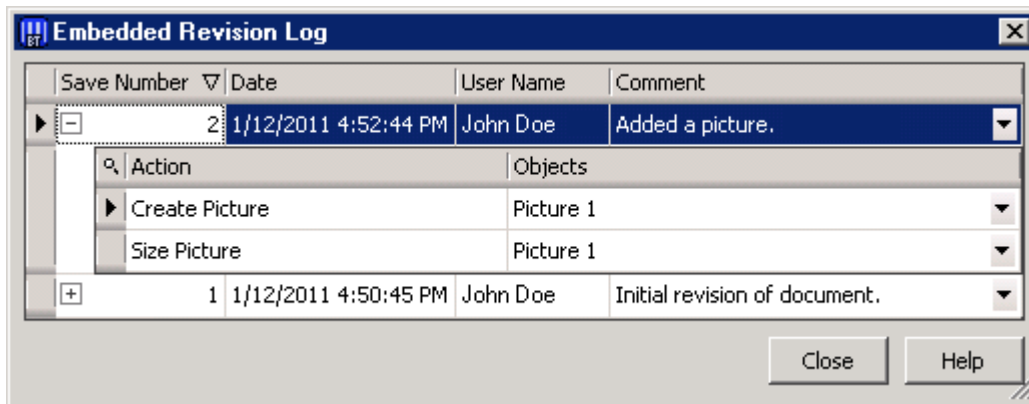 BT Embedded Revision Log
Save Number Date User Name Comment
2 1/12/2011 4:52:44 PM John Doe Added a picture.
Action Objects
Create Picture Picture 1
Size Picture Picture 1
1 1/12/2011 4:50:45 PM John Doe Initial revision of document.
Close Help